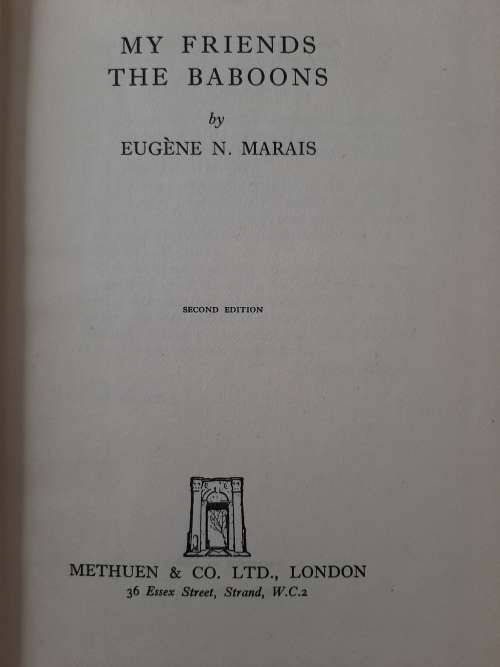 MY FRIENDS
THE BABOONS
by
EUGÈNE N. MARAIS
SECOND EDITION
METHUEN & CO. LTD., LONDON
36 Essex Street, Strand, W.C.2